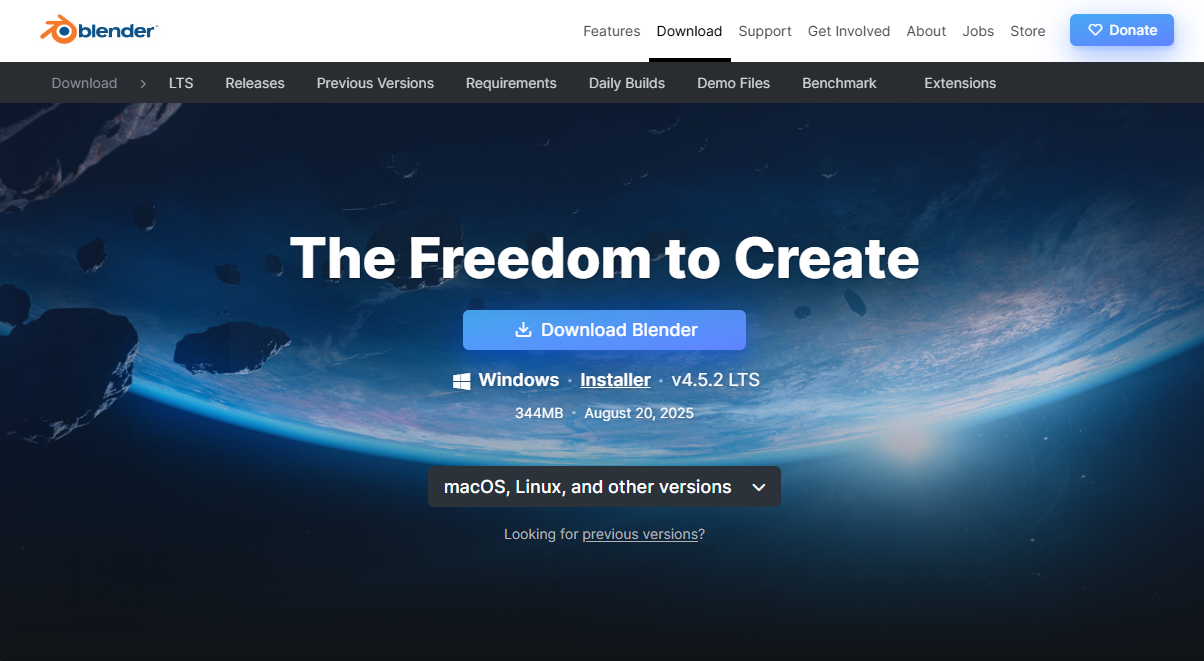 blender
Features Download Support Get Involved About Jobs Store Donate
Download > LTS Releases Previous Versions Requirements Daily Builds Demo Files Benchmark Extensions
The Freedom to Create
Download Blender
Windows · Installer · v4.5.2 LTS
344MB · August 20, 2025
macOS, Linux, and other versions
Looking for previous versions?